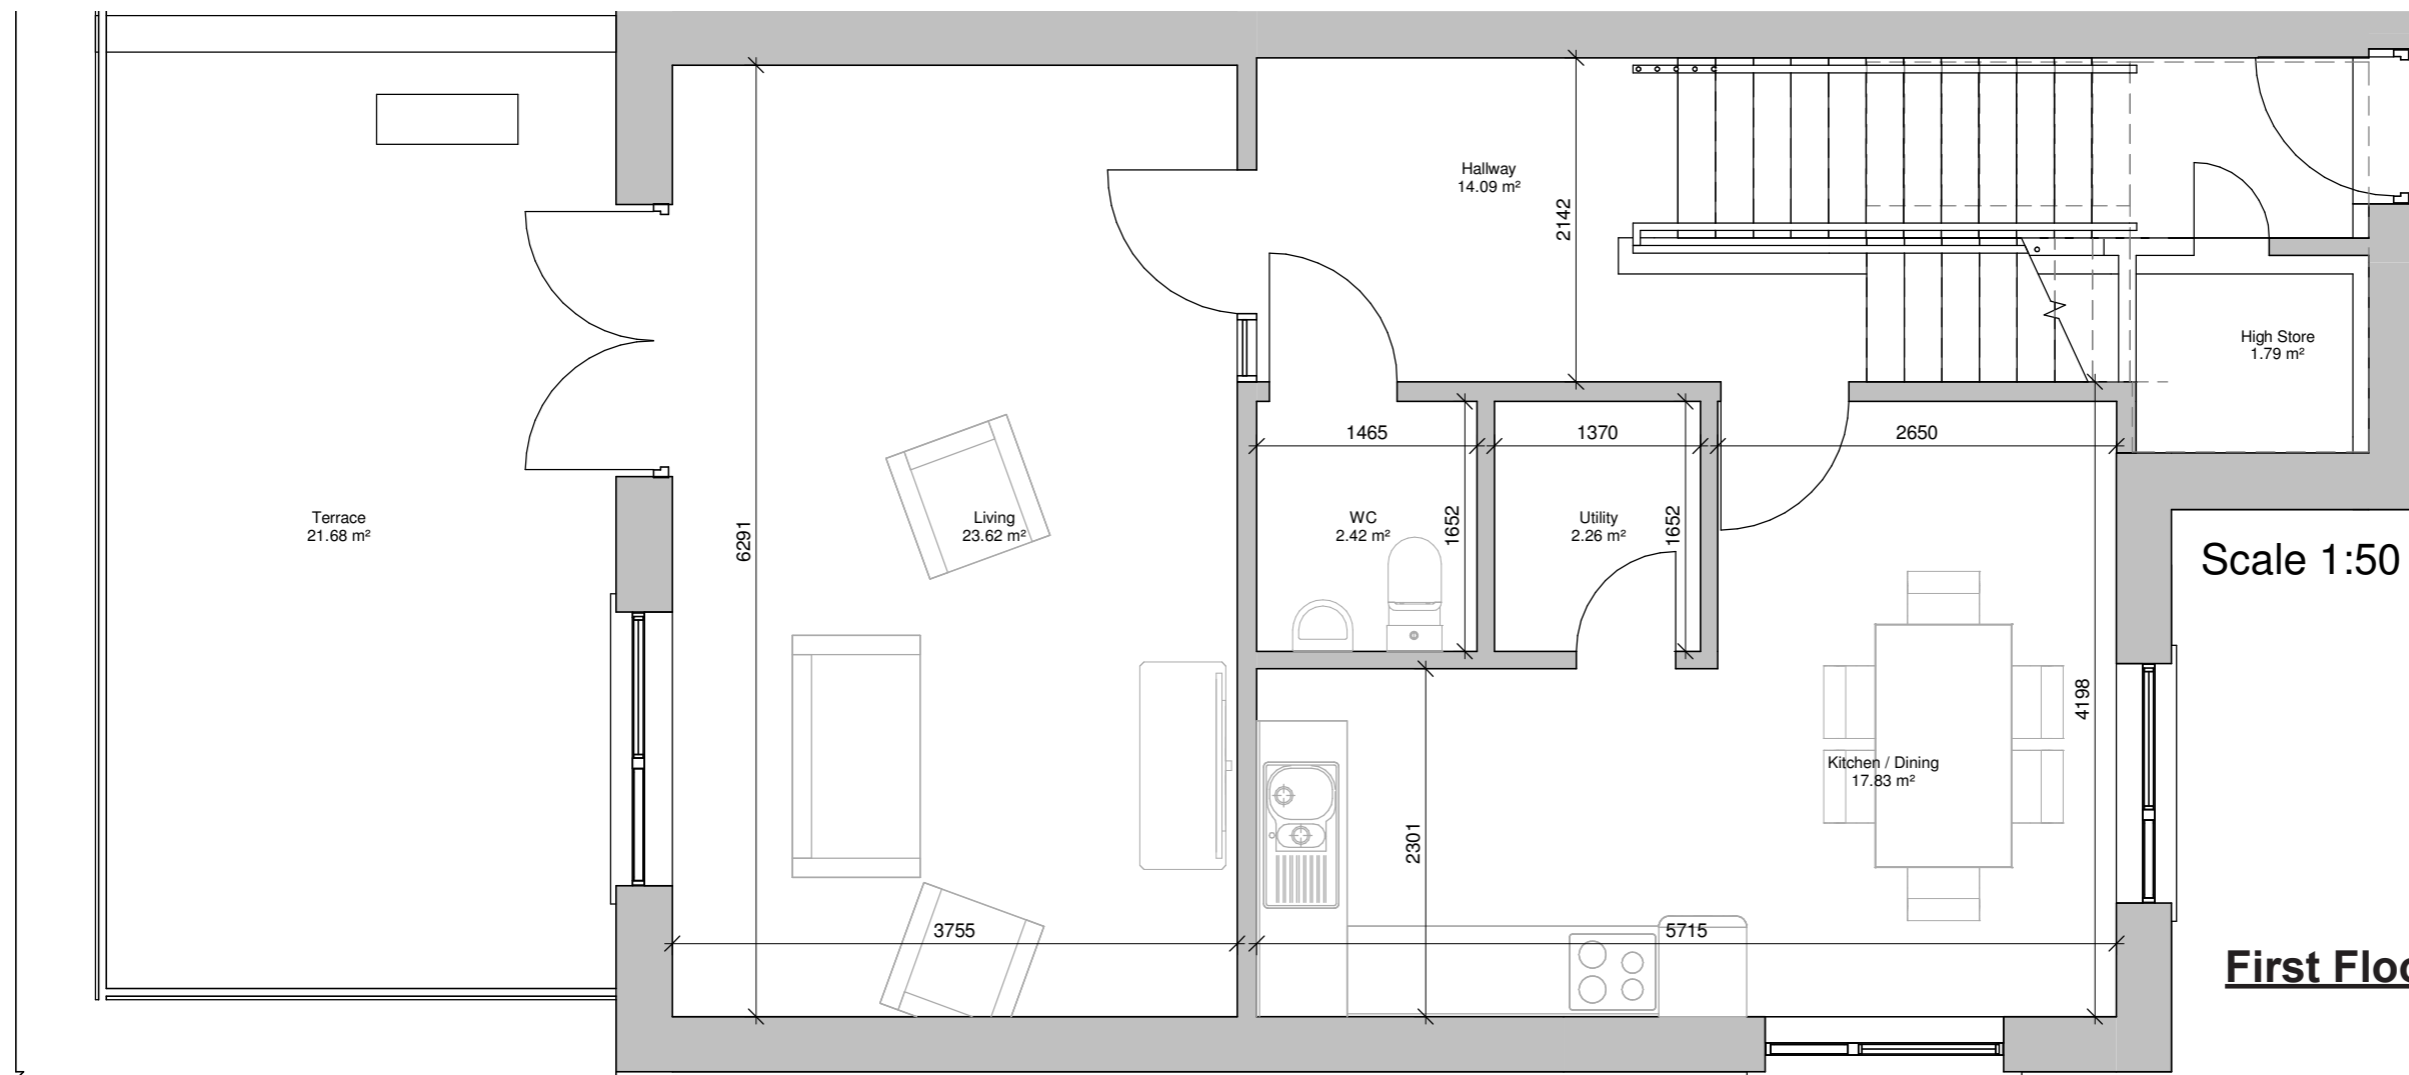 Hallway
14.09 m²
2142
High Store
1.79 m²
1465
1370
2650
Terrace
21.68 m²
6291
Living
23.62 m²
WC
2.42 m²
1652
Utility
2.26 m²
1652
Scale 1:50
4198
Kitchen / Dining
17.83 m²
2301
3755
5715
First Floo